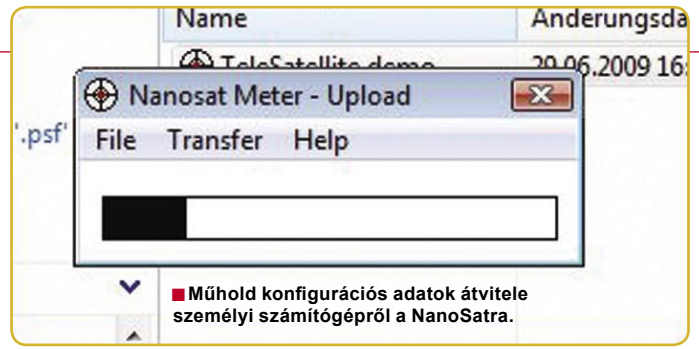 Name Änderungsda
TeleSatellite demo 29.06.2009 16:
Nanosat Meter - Upload
'.psf'
File Transfer Help
Műhold konfigurációs adatok átvitele
személyi számítógépről a NanoSatra.